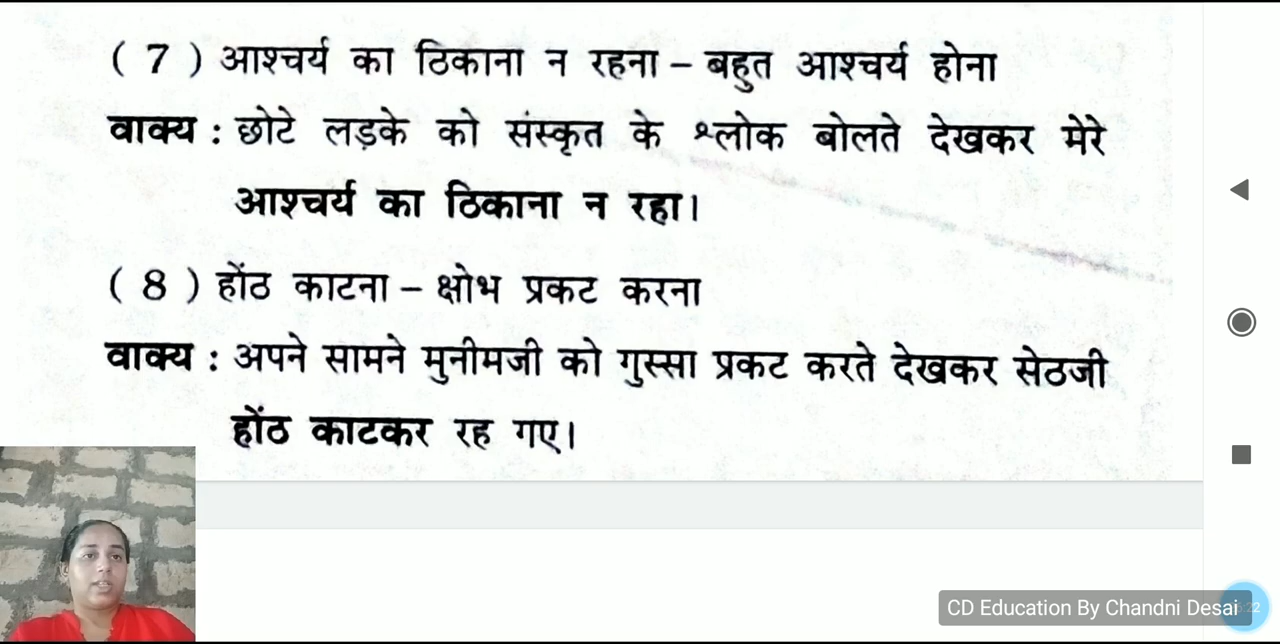 ( 7 ) आश्चर्य का ठिकाना न रहना – बहुत आश्चर्य होना
वाक्य : छोटे लड़के को संस्कृत के श्लोक बोलते देखकर मेरे
आश्चर्य का ठिकाना न रहा।
( 8 ) होंठ काटना – क्षोभ प्रकट करना
वाक्य : अपने सामने मुनीमजी को गुस्सा प्रकट करते देखकर सेठजी
होंठ काटकर रह गए।
CD Education By Chandni Desai